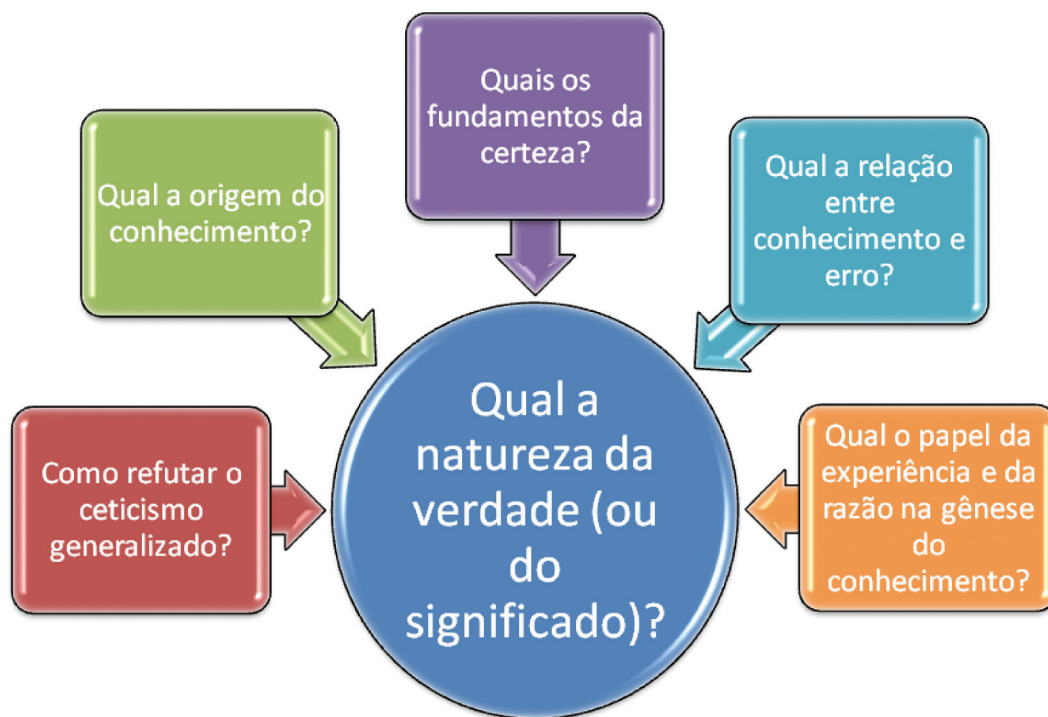 Quais os
fundamentos da
certeza?
Qual a origem do
conhecimento?
Qual a relação
entre
conhecimento e
erro?
Como refutar o
ceticismo
generalizado?
Qual a
natureza da
verdade (ou
do
significado)?
Qual o papel da
experiência e da
razão na gênese
do
conhecimento?